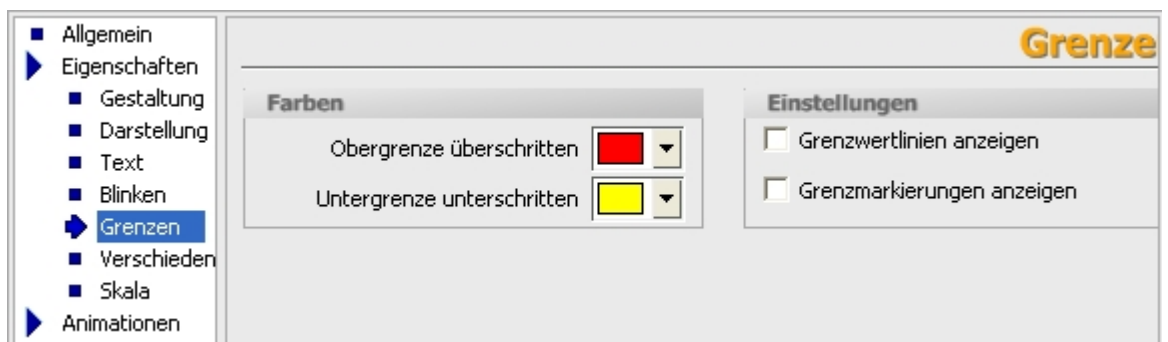 Allgemein
Eigenschaften
Gestaltung
Darstellung
Text
Blinken
Grenzen
Verschieden
Skala
Animationen
Grenze
Farben
Obergrenze überschritten
Untergrenze unterschritten
Einstellungen
Grenzwertlinien anzeigen
Grenzmarkierungen anzeigen